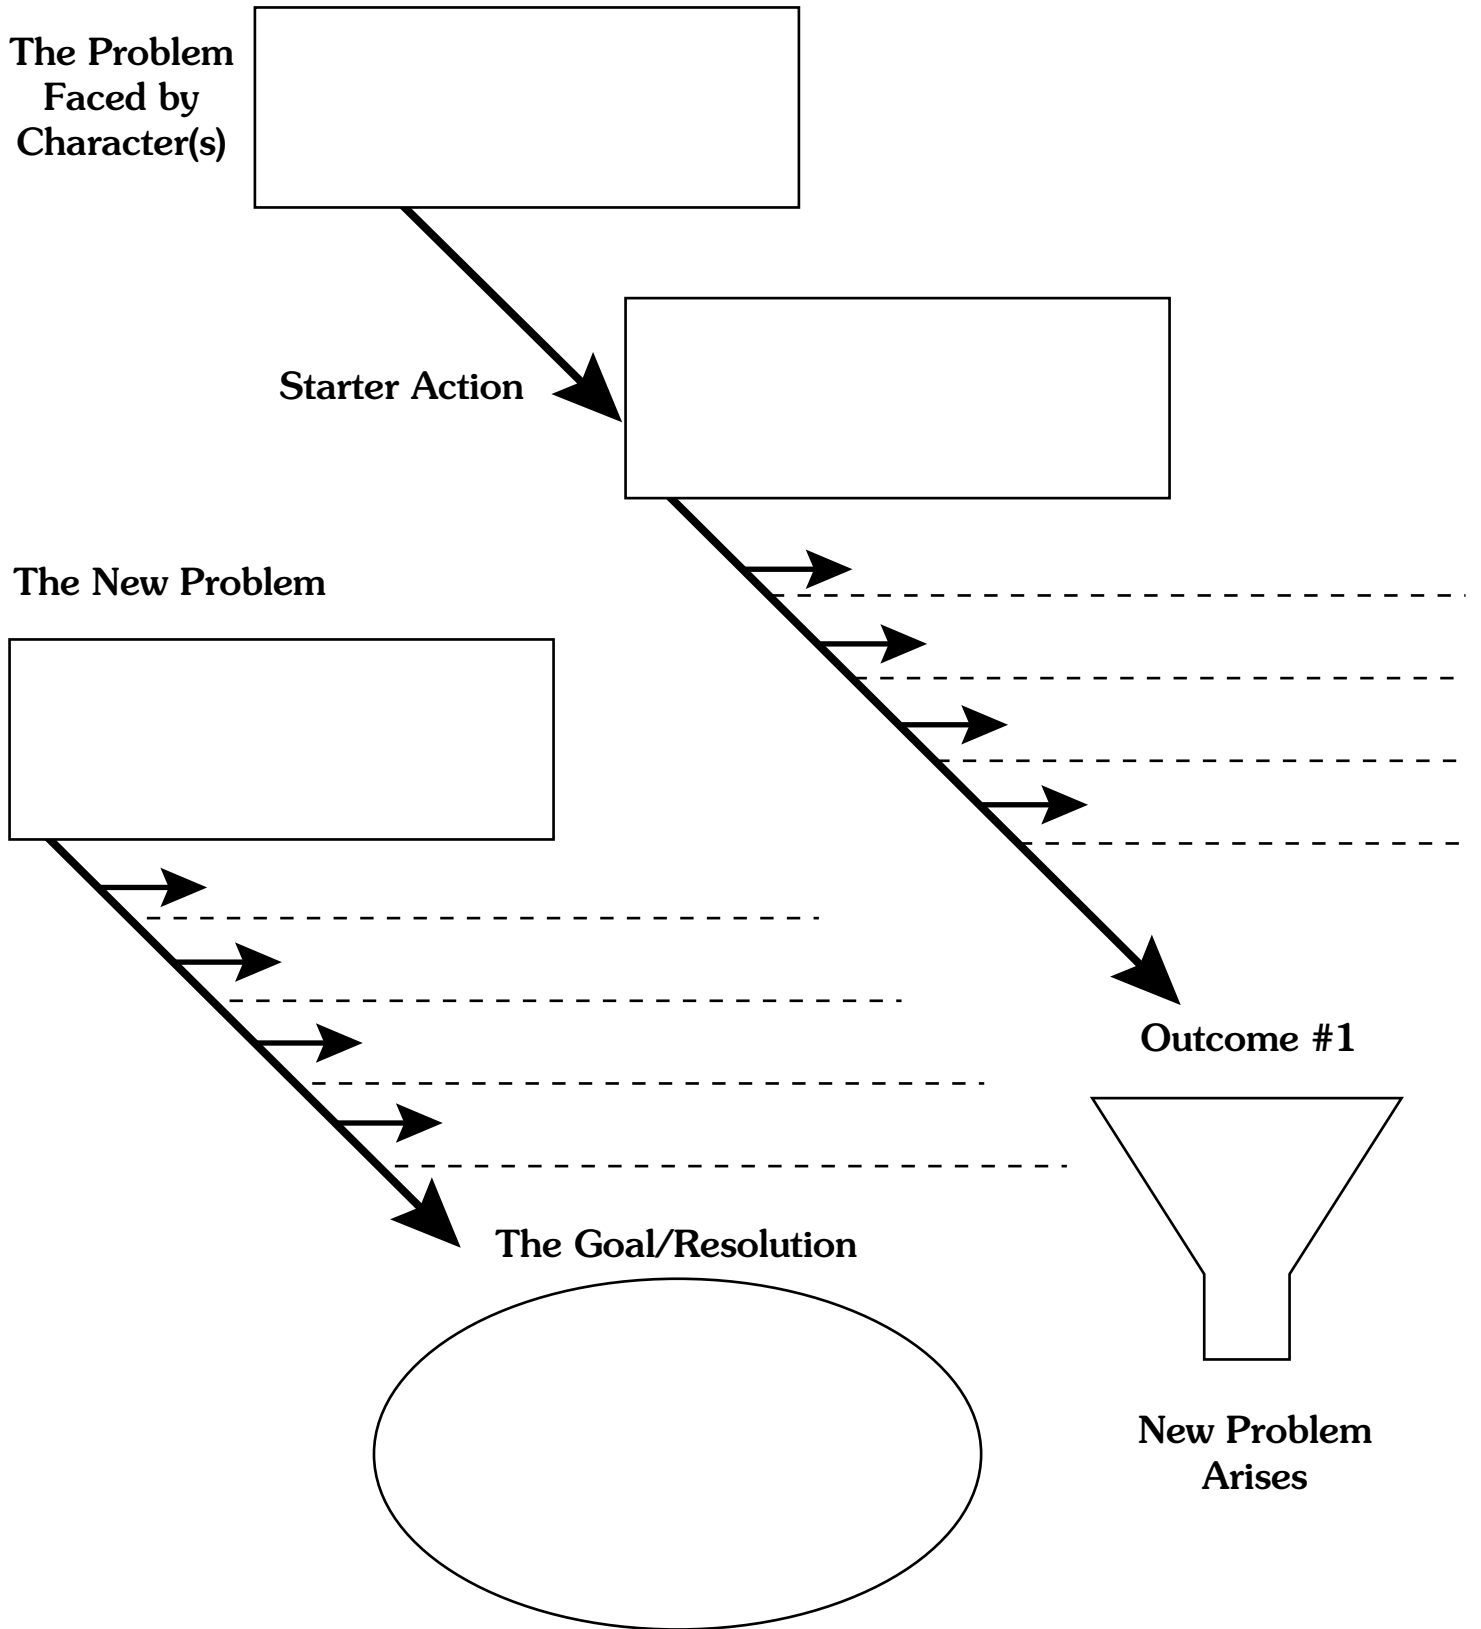 The Problem
Faced by
Character(s)
Starter Action
The New Problem
Outcome #1
The Goal/Resolution
New Problem
Arises